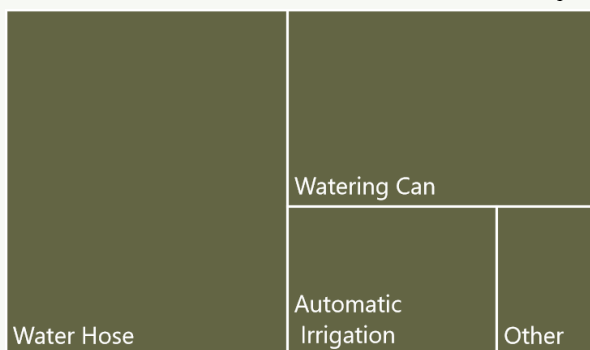 Water Hose
Watering Can
Automatic
Irrigation
Other